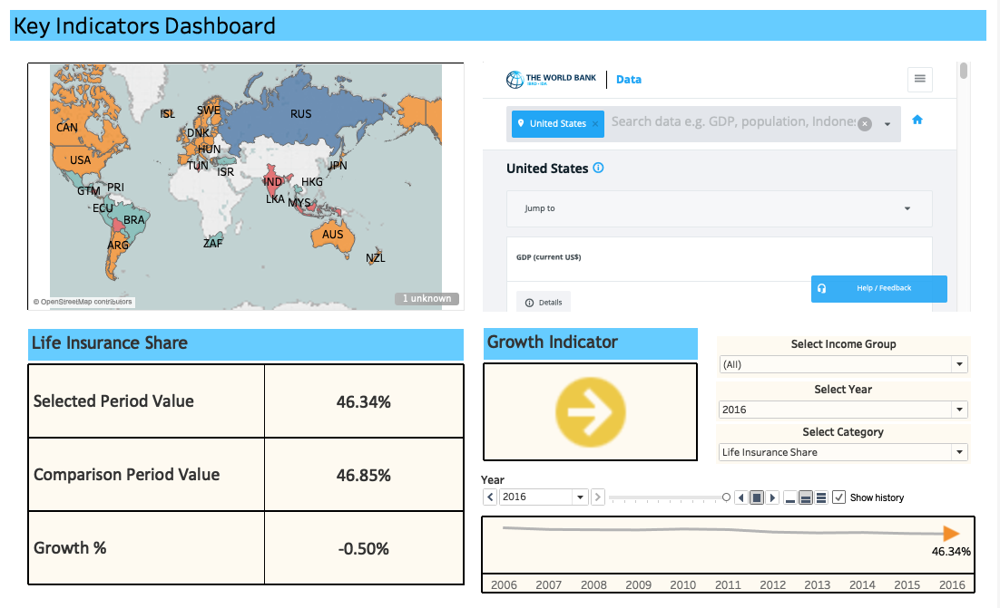 Key Indicators Dashboard
ISL
SWE
RUS
CAN
DNK
HUN
USA
TUN
ISR
JPN
GTM
PRI
IND
HKG
ECU
LKA
MYS
BRA
ARG
ZAF
AUS
NZL
© OpenStreetMap contributors
1 unknown
THE WORLD BANK
IBRD • IDA
Data
United States ×
Search data e.g. GDP, population, Indones
United States
Jump to
GDP (current US$)
Details
Help / Feedback
Life Insurance Share
Selected Period Value
46.34%
Comparison Period Value
46.85%
Growth %
-0.50%
Growth Indicator
Select Income Group
(All)
Select Year
2016
Select Category
Life Insurance Share
Year
2016
Show history
46.34%
2006 2007 2008 2009 2010 2011 2012 2013 2014 2015 2016